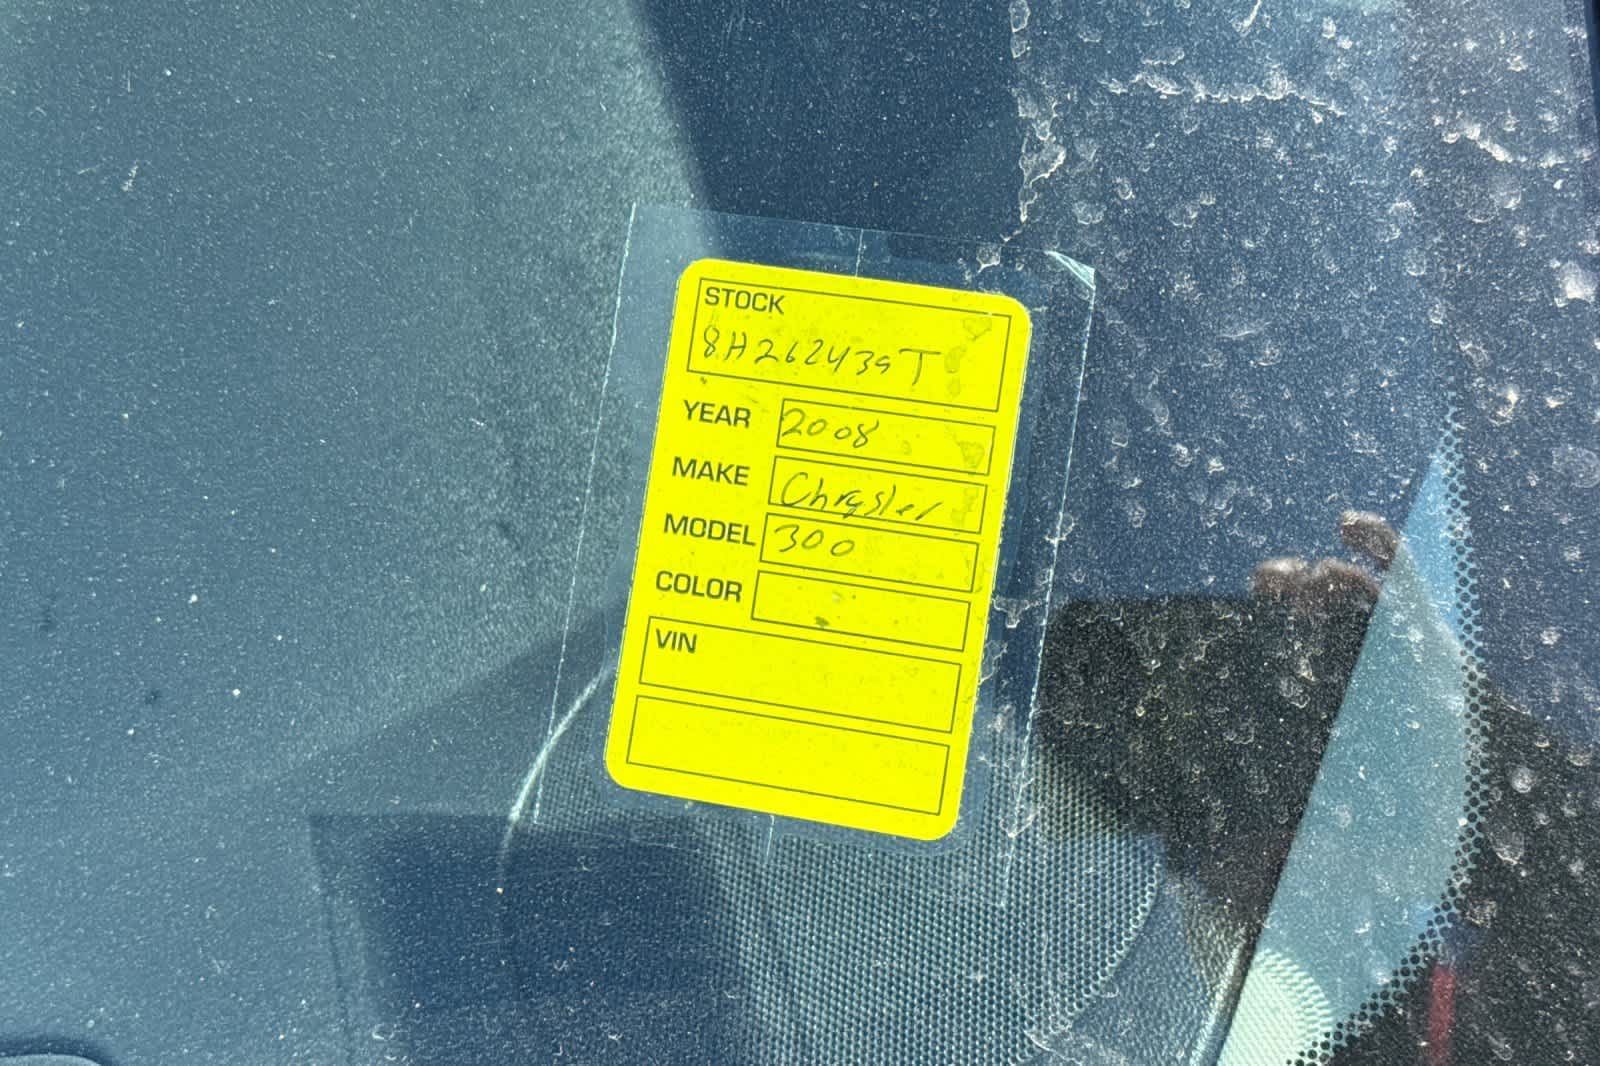 STOCK
8H262439T
YEAR 2008
MAKE Chrysler
MODEL 300
COLOR
VIN